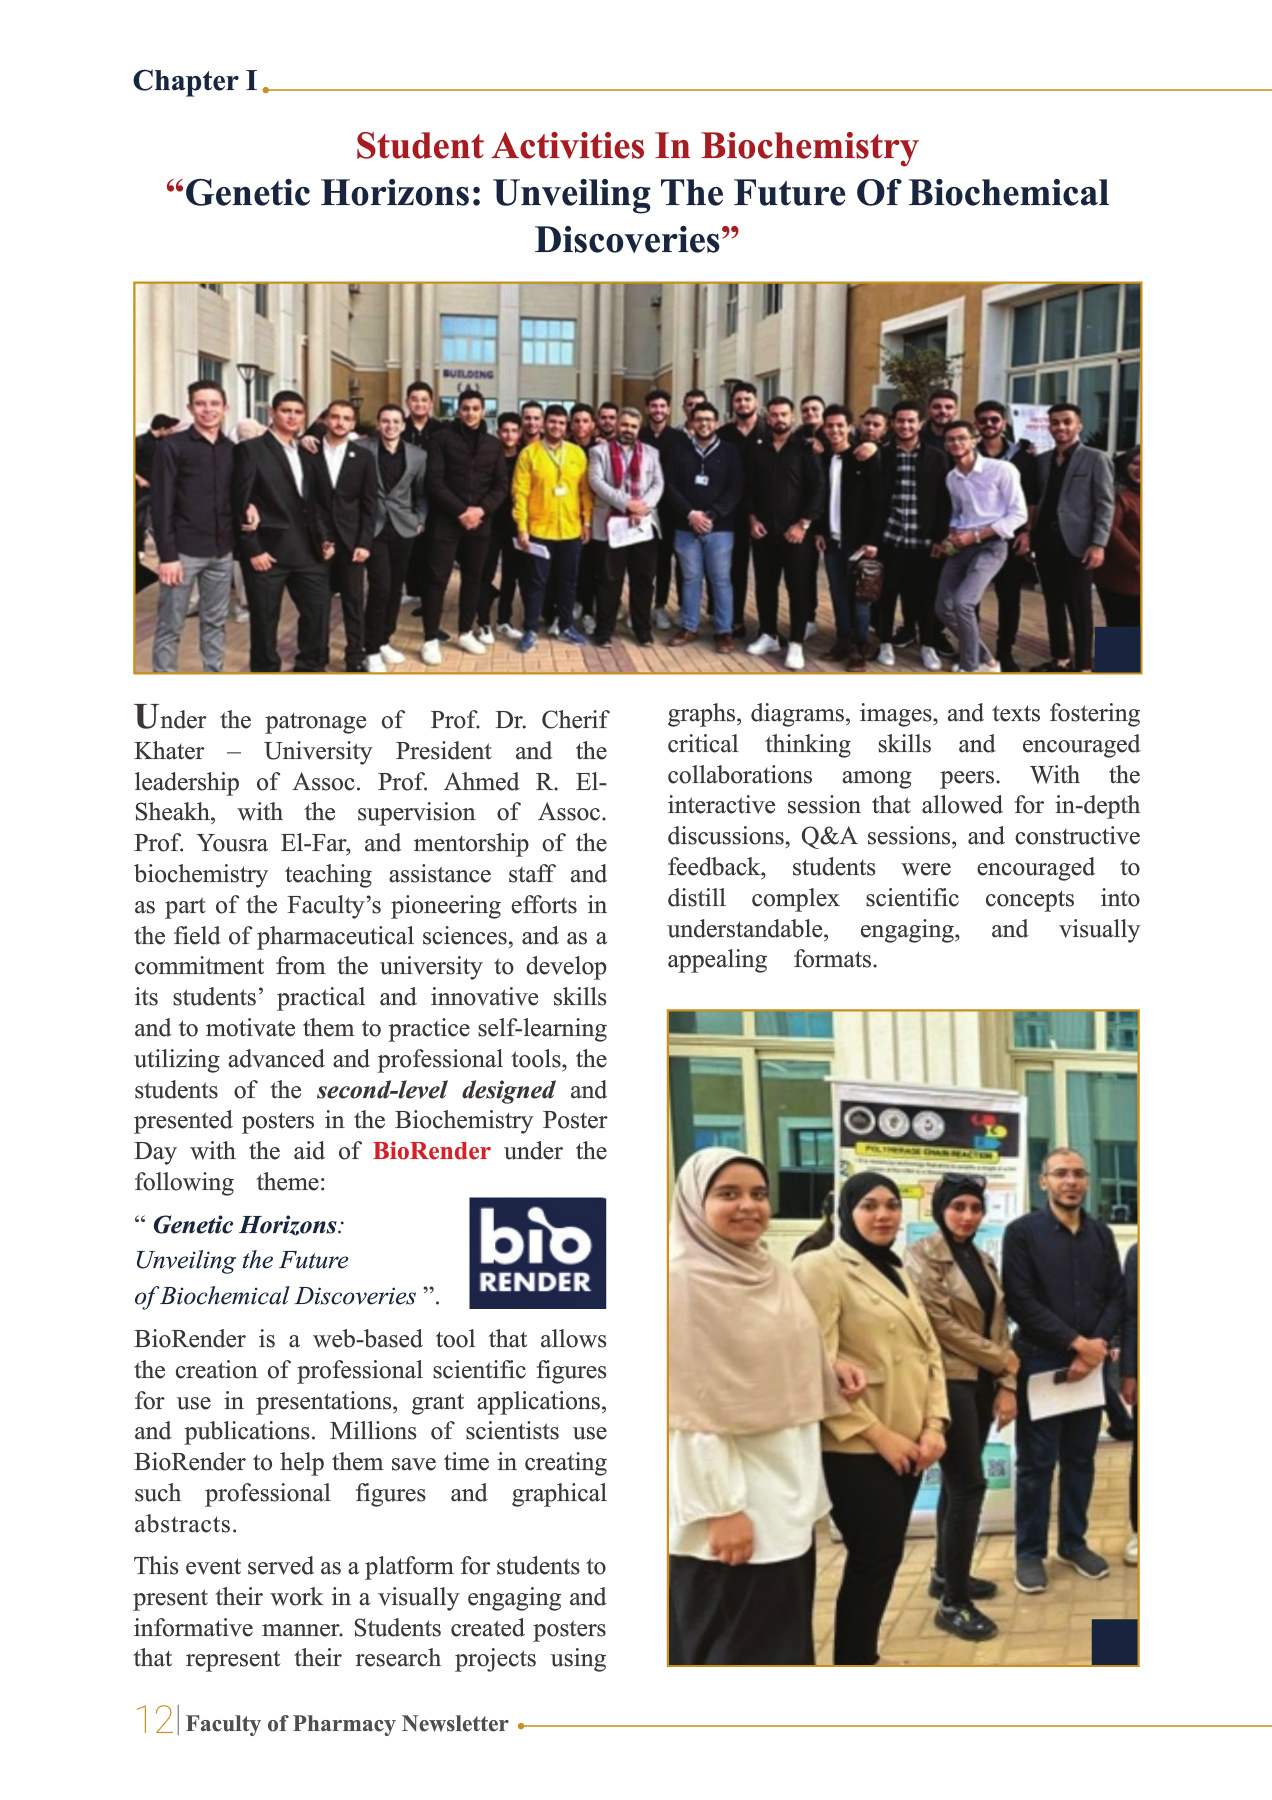 Chapter I
Student Activities In Biochemistry
“Genetic Horizons: Unveiling The Future Of Biochemical
Discoveries”
BUILDING
(A)
Under the patronage of Prof. Dr. Cherif
Khater – University President and the
leadership of Assoc. Prof. Ahmed R. El-
Sheakh, with the supervision of Assoc.
Prof. Yousra El-Far, and mentorship of the
biochemistry teaching assistance staff and
as part of the Faculty’s pioneering efforts in
the field of pharmaceutical sciences, and as a
commitment from the university to develop
its students’ practical and innovative skills
and to motivate them to practice self-learning
utilizing advanced and professional tools, the
students of the second-level designed and
presented posters in the Biochemistry Poster
Day with the aid of BioRender under the
following theme:
“ Genetic Horizons:
Unveiling the Future
of Biochemical Discoveries ”.
bio
RENDER
BioRender is a web-based tool that allows
the creation of professional scientific figures
for use in presentations, grant applications,
and publications. Millions of scientists use
BioRender to help them save time in creating
such professional figures and graphical
abstracts.
This event served as a platform for students to
present their work in a visually engaging and
informative manner. Students created posters
that represent their research projects using
graphs, diagrams, images, and texts fostering
critical thinking skills and encouraged
collaborations among peers. With the
interactive session that allowed for in-depth
discussions, Q&A sessions, and constructive
feedback, students were encouraged to
distill complex scientific concepts into
understandable, engaging, and visually
appealing formats.
POLYMERASE CHAIN REACTION
12 Faculty of Pharmacy Newsletter